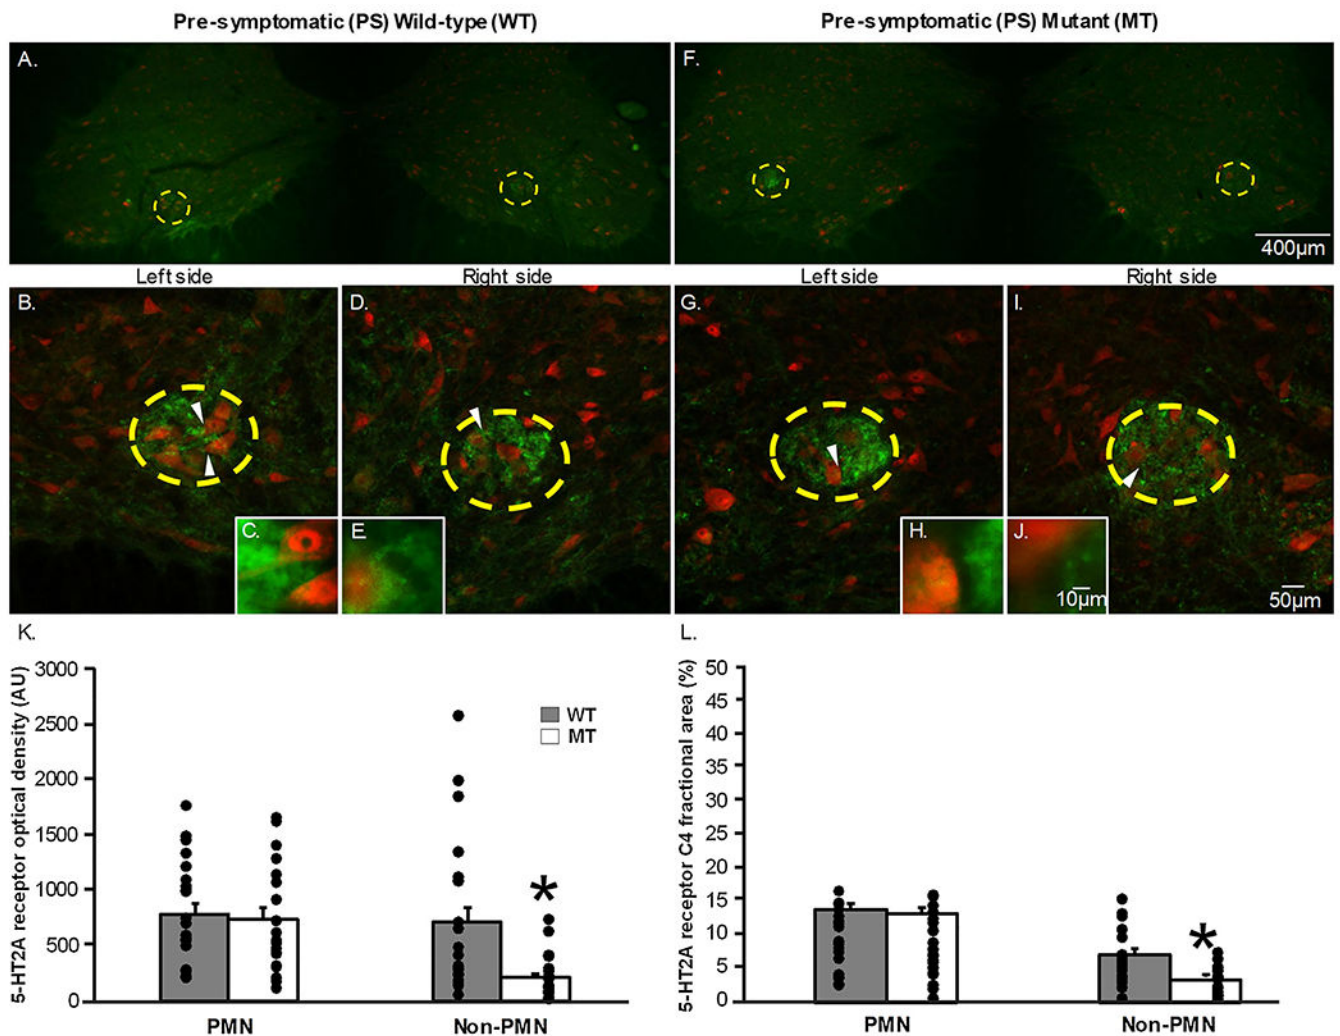 Pre-symptomatic (PS) Wild-type (WT)
Pre-symptomatic (PS) Mutant (MT)
A.
F.
400µm
Left side
Right side
Left side
Right side
B.
D.
G.
I.
C.
E.
H.
J.
10µm
50µm
K.
5-HT2A receptor optical density (AU)
3000
2500
2000
1500
1000
500
0
WT
MT
PMN
Non-PMN
L.
5-HT2A receptor C4 fractional area (%)
50
45
40
35
30
25
20
15
10
5
0
PMN
Non-PMN